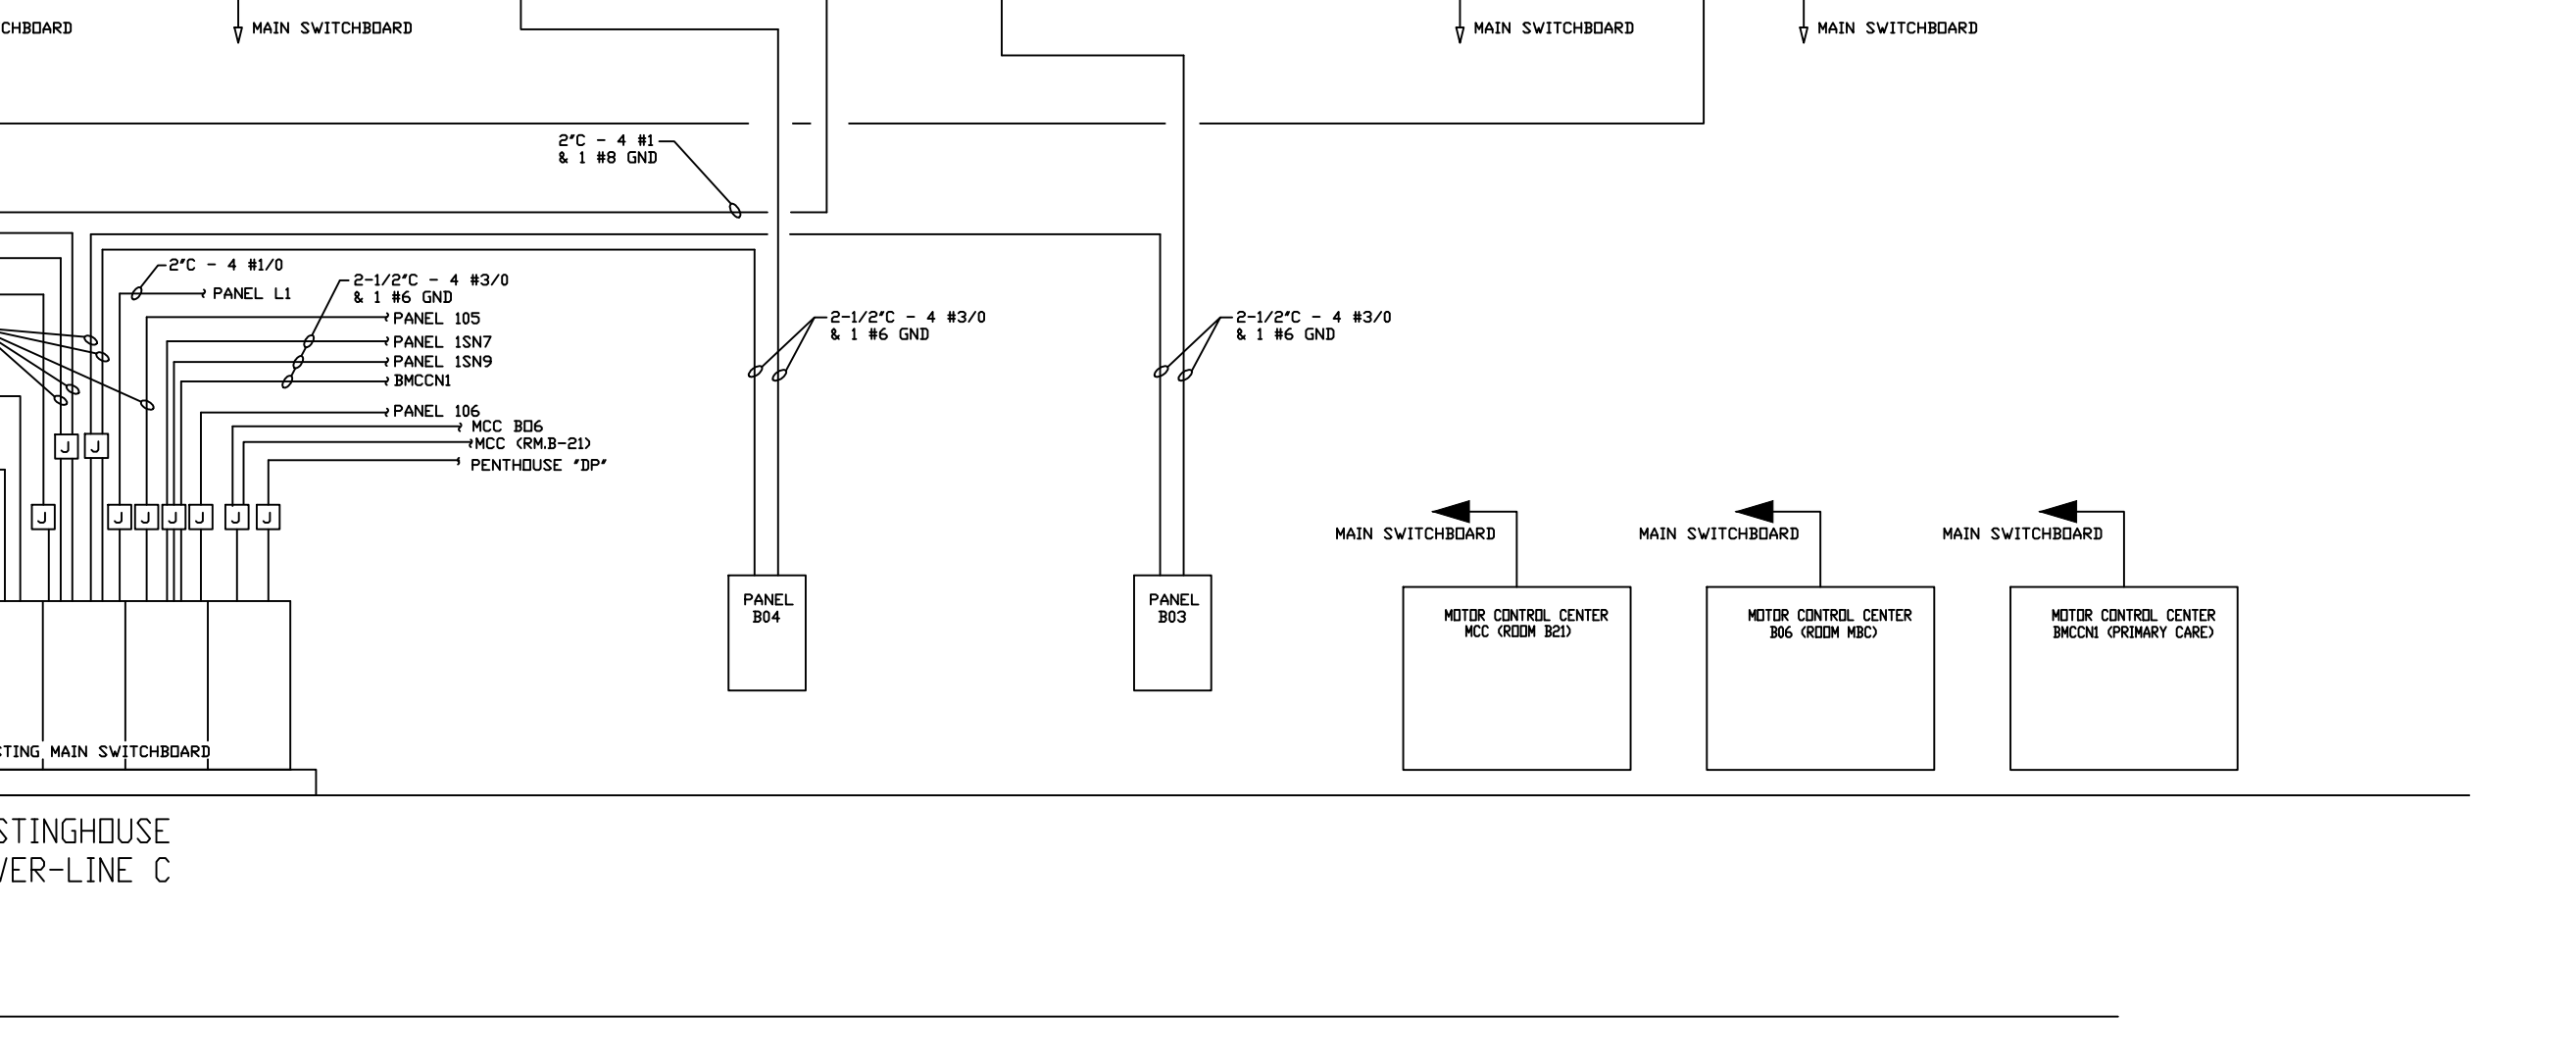 CHBOARD
MAIN SWITCHBOARD
MAIN SWITCHBOARD
MAIN SWITCHBOARD
2"C - 4 #1
& 1 #8 GND
2"C - 4 #1/0
PANEL L1
2-1/2"C - 4 #3/0
& 1 #6 GND
PANEL 105
PANEL 1SN7
PANEL 1SN9
BMCCN1
PANEL 106
MCC B06
MCC (RM.B-21)
PENTHOUSE "DP"
2-1/2"C - 4 #3/0
& 1 #6 GND
2-1/2"C - 4 #3/0
& 1 #6 GND
J
J
J
J
J
J
J
J
J
MAIN SWITCHBOARD
MAIN SWITCHBOARD
MAIN SWITCHBOARD
PANEL
B04
PANEL
B03
MOTOR CONTROL CENTER
MCC (ROOM B21)
MOTOR CONTROL CENTER
B06 (ROOM MBC)
MOTOR CONTROL CENTER
BMCCN1 (PRIMARY CARE)
STING MAIN SWITCHBOARD
STINGHOUSE
VER-LINE C